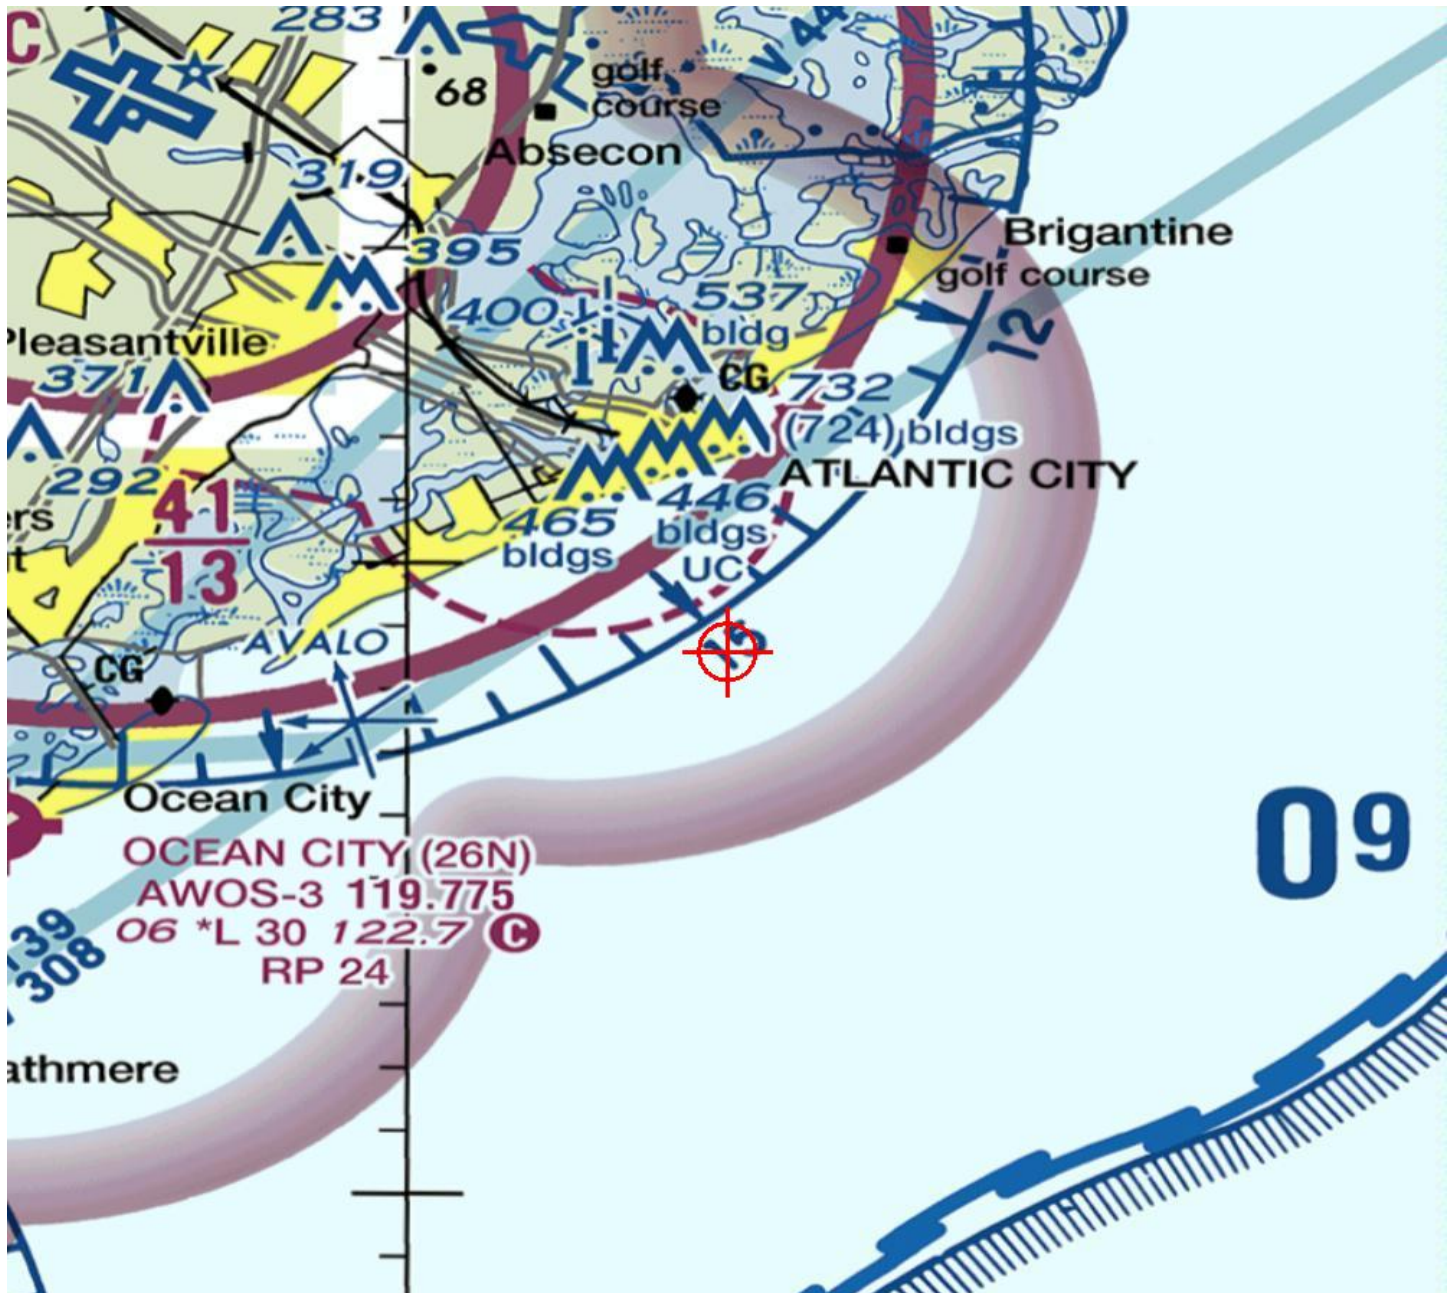 C
283
V 44
68
golf
course
Absecon
319
395
Brigantine
golf course
400
537
bldg
12
Pleasantville
371
CG
732
(724) bldgs
ATLANTIC CITY
292
41
13
465
bldgs
446
bldgs
UC
15
AVALO
CG
Ocean City
OCEAN CITY (26N)
AWOS-3 119.775
06 *L 30 122.7 C
RP 24
09
139
308